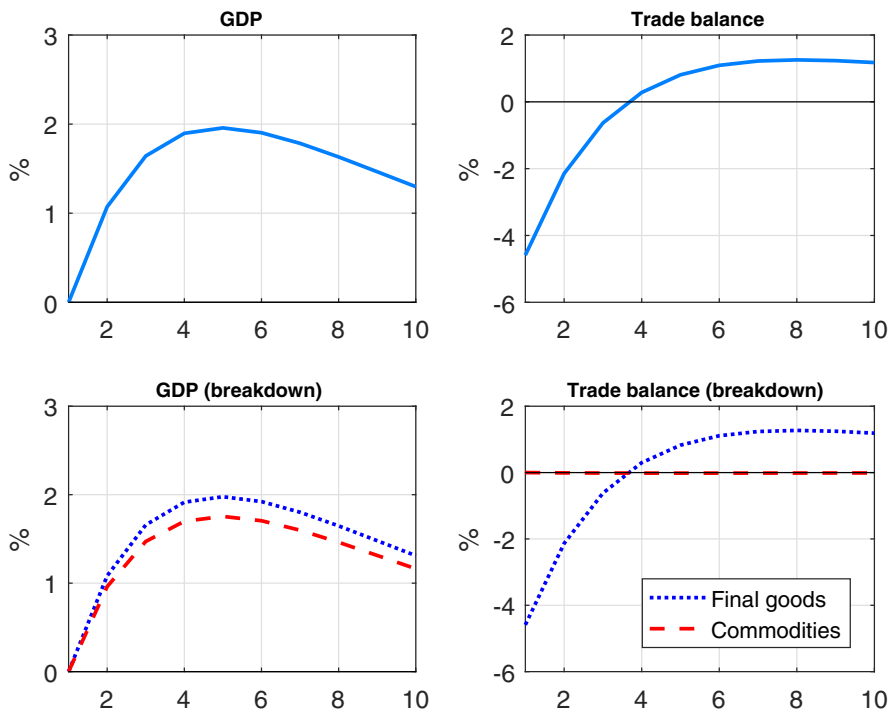 GDP
3
2
1
0
%
2 4 6 8 10
Trade balance
2
0
-2
-4
-6
%
2 4 6 8 10
GDP (breakdown)
3
2
1
0
%
2 4 6 8 10
Trade balance (breakdown)
2
0
-2
-4
-6
%
Final goods
Commodities
2 4 6 8 10